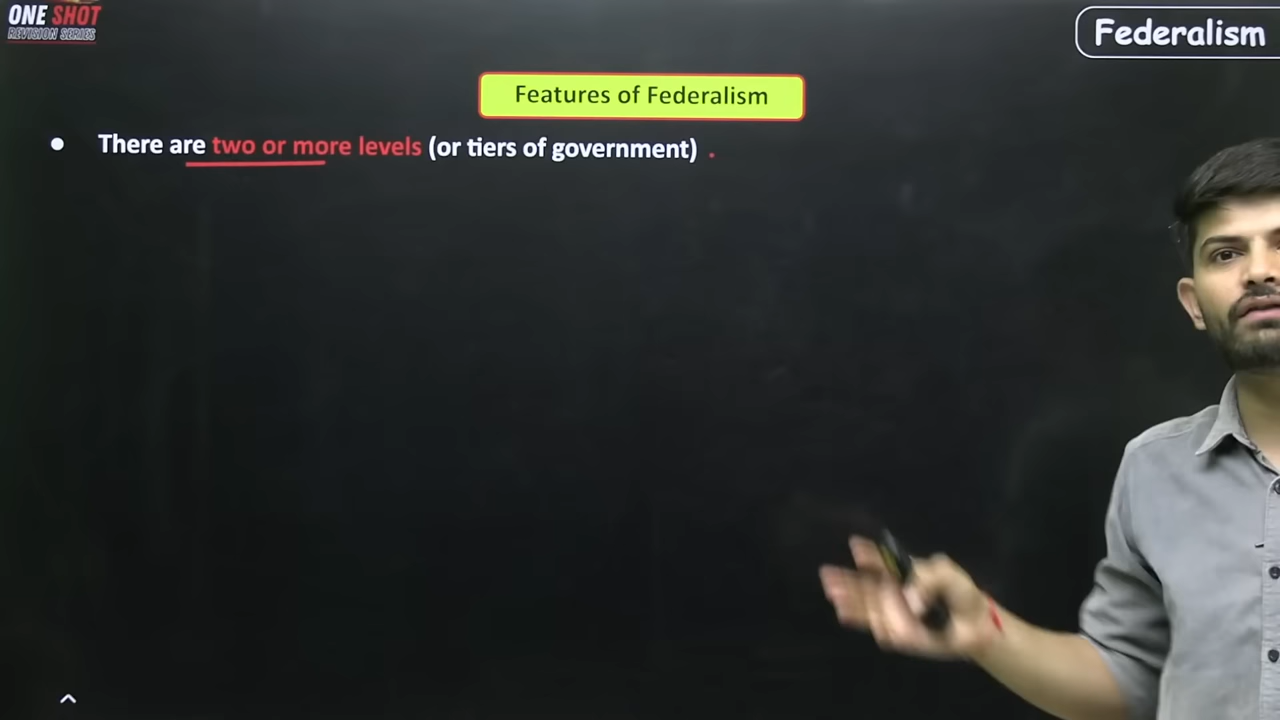 ONE SHOT
REVISION SERIES
Federalism
Features of Federalism
There are two or more levels (or tiers of government) .